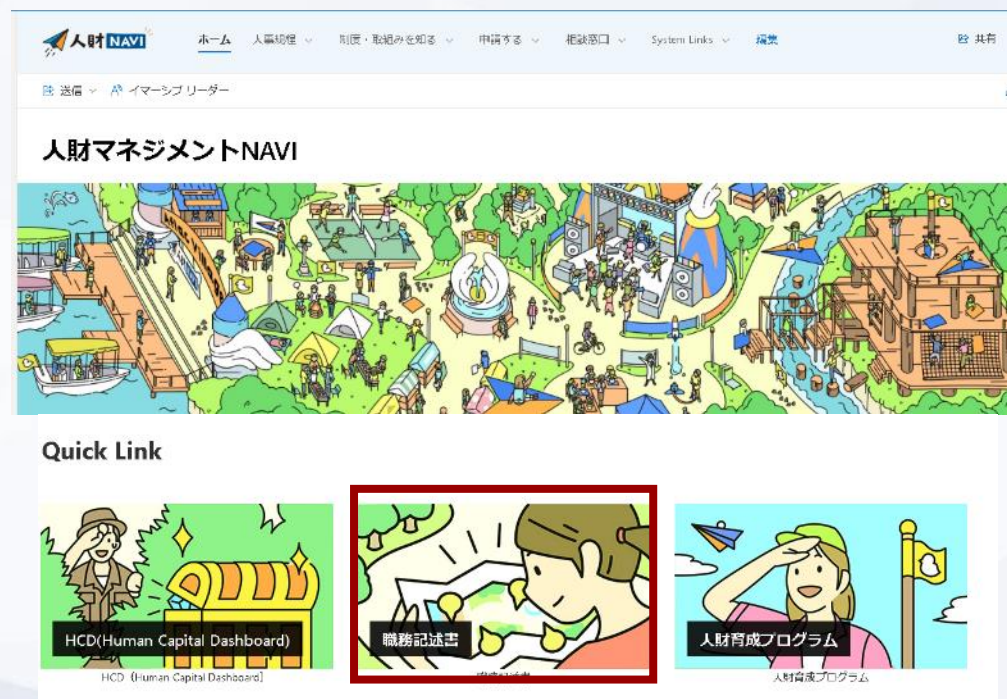 人財 NAVI ホーム 人事規程 制度・取組みを知る 申請する 相談窓口 System Links 編集 共有
送信 イマーシブ リーダー
人財マネジメントNAVI
Quick Link
HCD(Human Capital Dashboard) 職務記述書 人財育成プログラム
HCD (Human Capital Dashboard) 人財育成プログラム